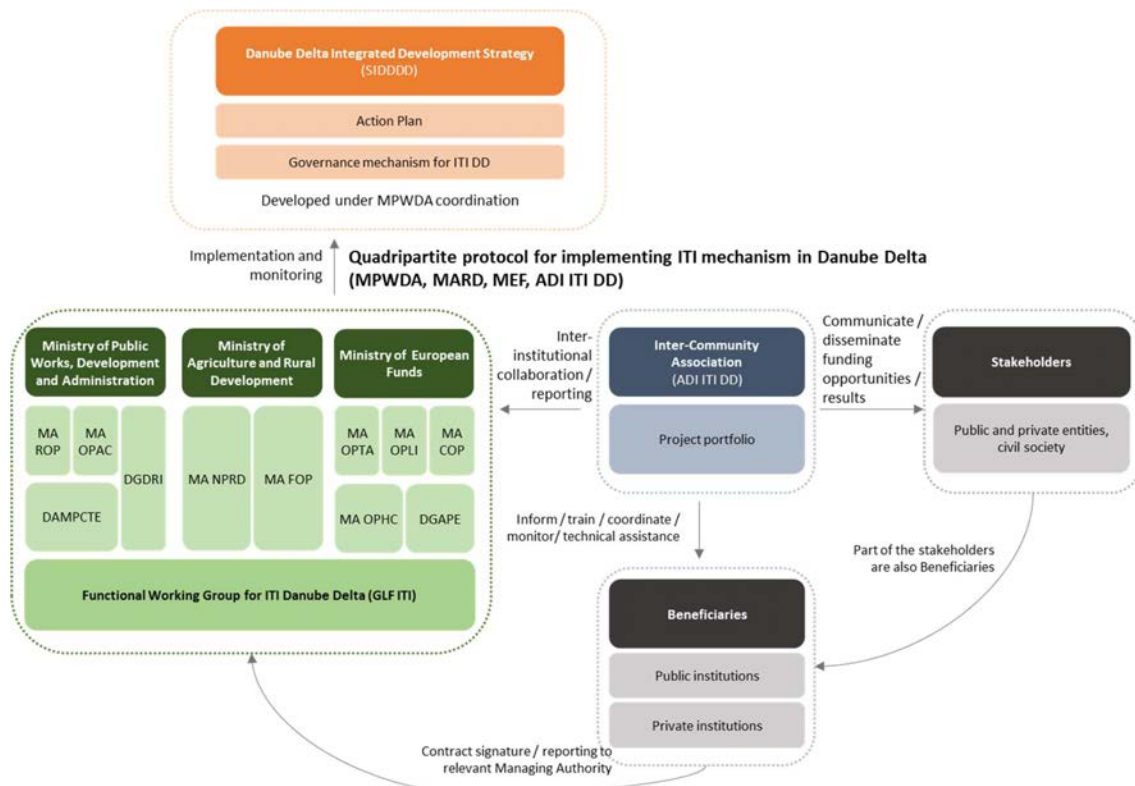 Danube Delta Integrated Development Strategy
(SIDDDD)
Action Plan
Governance mechanism for ITI DD
Developed under MPWDA coordination
Implementation and
monitoring
Quadripartite protocol for implementing ITI mechanism in Danube Delta
(MPWDA, MARD, MEF, ADI ITI DD)
Ministry of Public
Works, Development
and Administration
Ministry of
Agriculture and Rural
Development
Ministry of European
Funds
MA
ROP
MA
OPAC
DGDRI
DAMPCTE
MA NPRD
MA FOP
MA
OPTA
MA
OPLI
MA
COP
MA OPHC
DGAPE
Functional Working Group for ITI Danube Delta (GLF ITI)
Inter-
institutional
collaboration /
reporting
Inter-Community
Association
(ADI ITI DD)
Project portfolio
Communicate /
disseminate
funding
opportunities /
results
Stakeholders
Public and private entities,
civil society
Inform / train / coordinate /
monitor/ technical assistance
Part of the stakeholders
are also Beneficiaries
Beneficiaries
Public institutions
Private institutions
Contract signature / reporting to
relevant Managing Authority